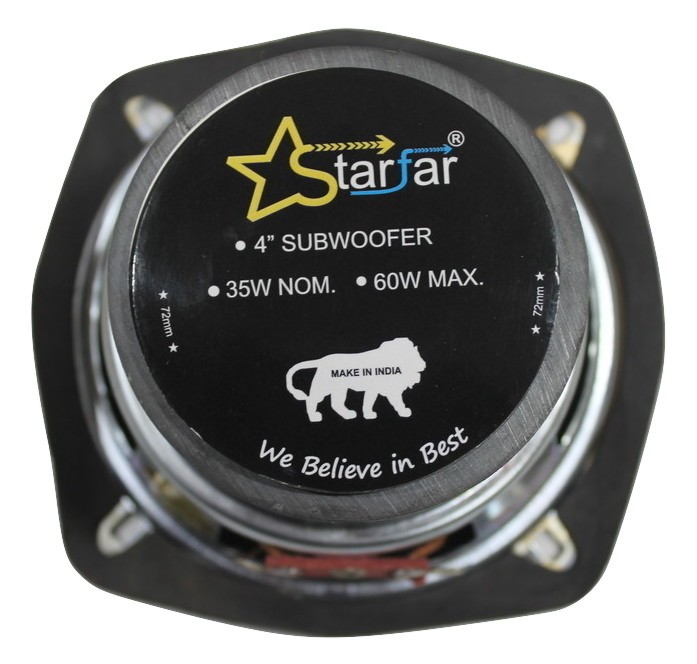 Starfar®
• 4” SUBWOOFER
• 35W NOM. • 60W MAX.
★ 72mm ★
★ 72mm ★
MAKE IN INDIA
We Believe in Best